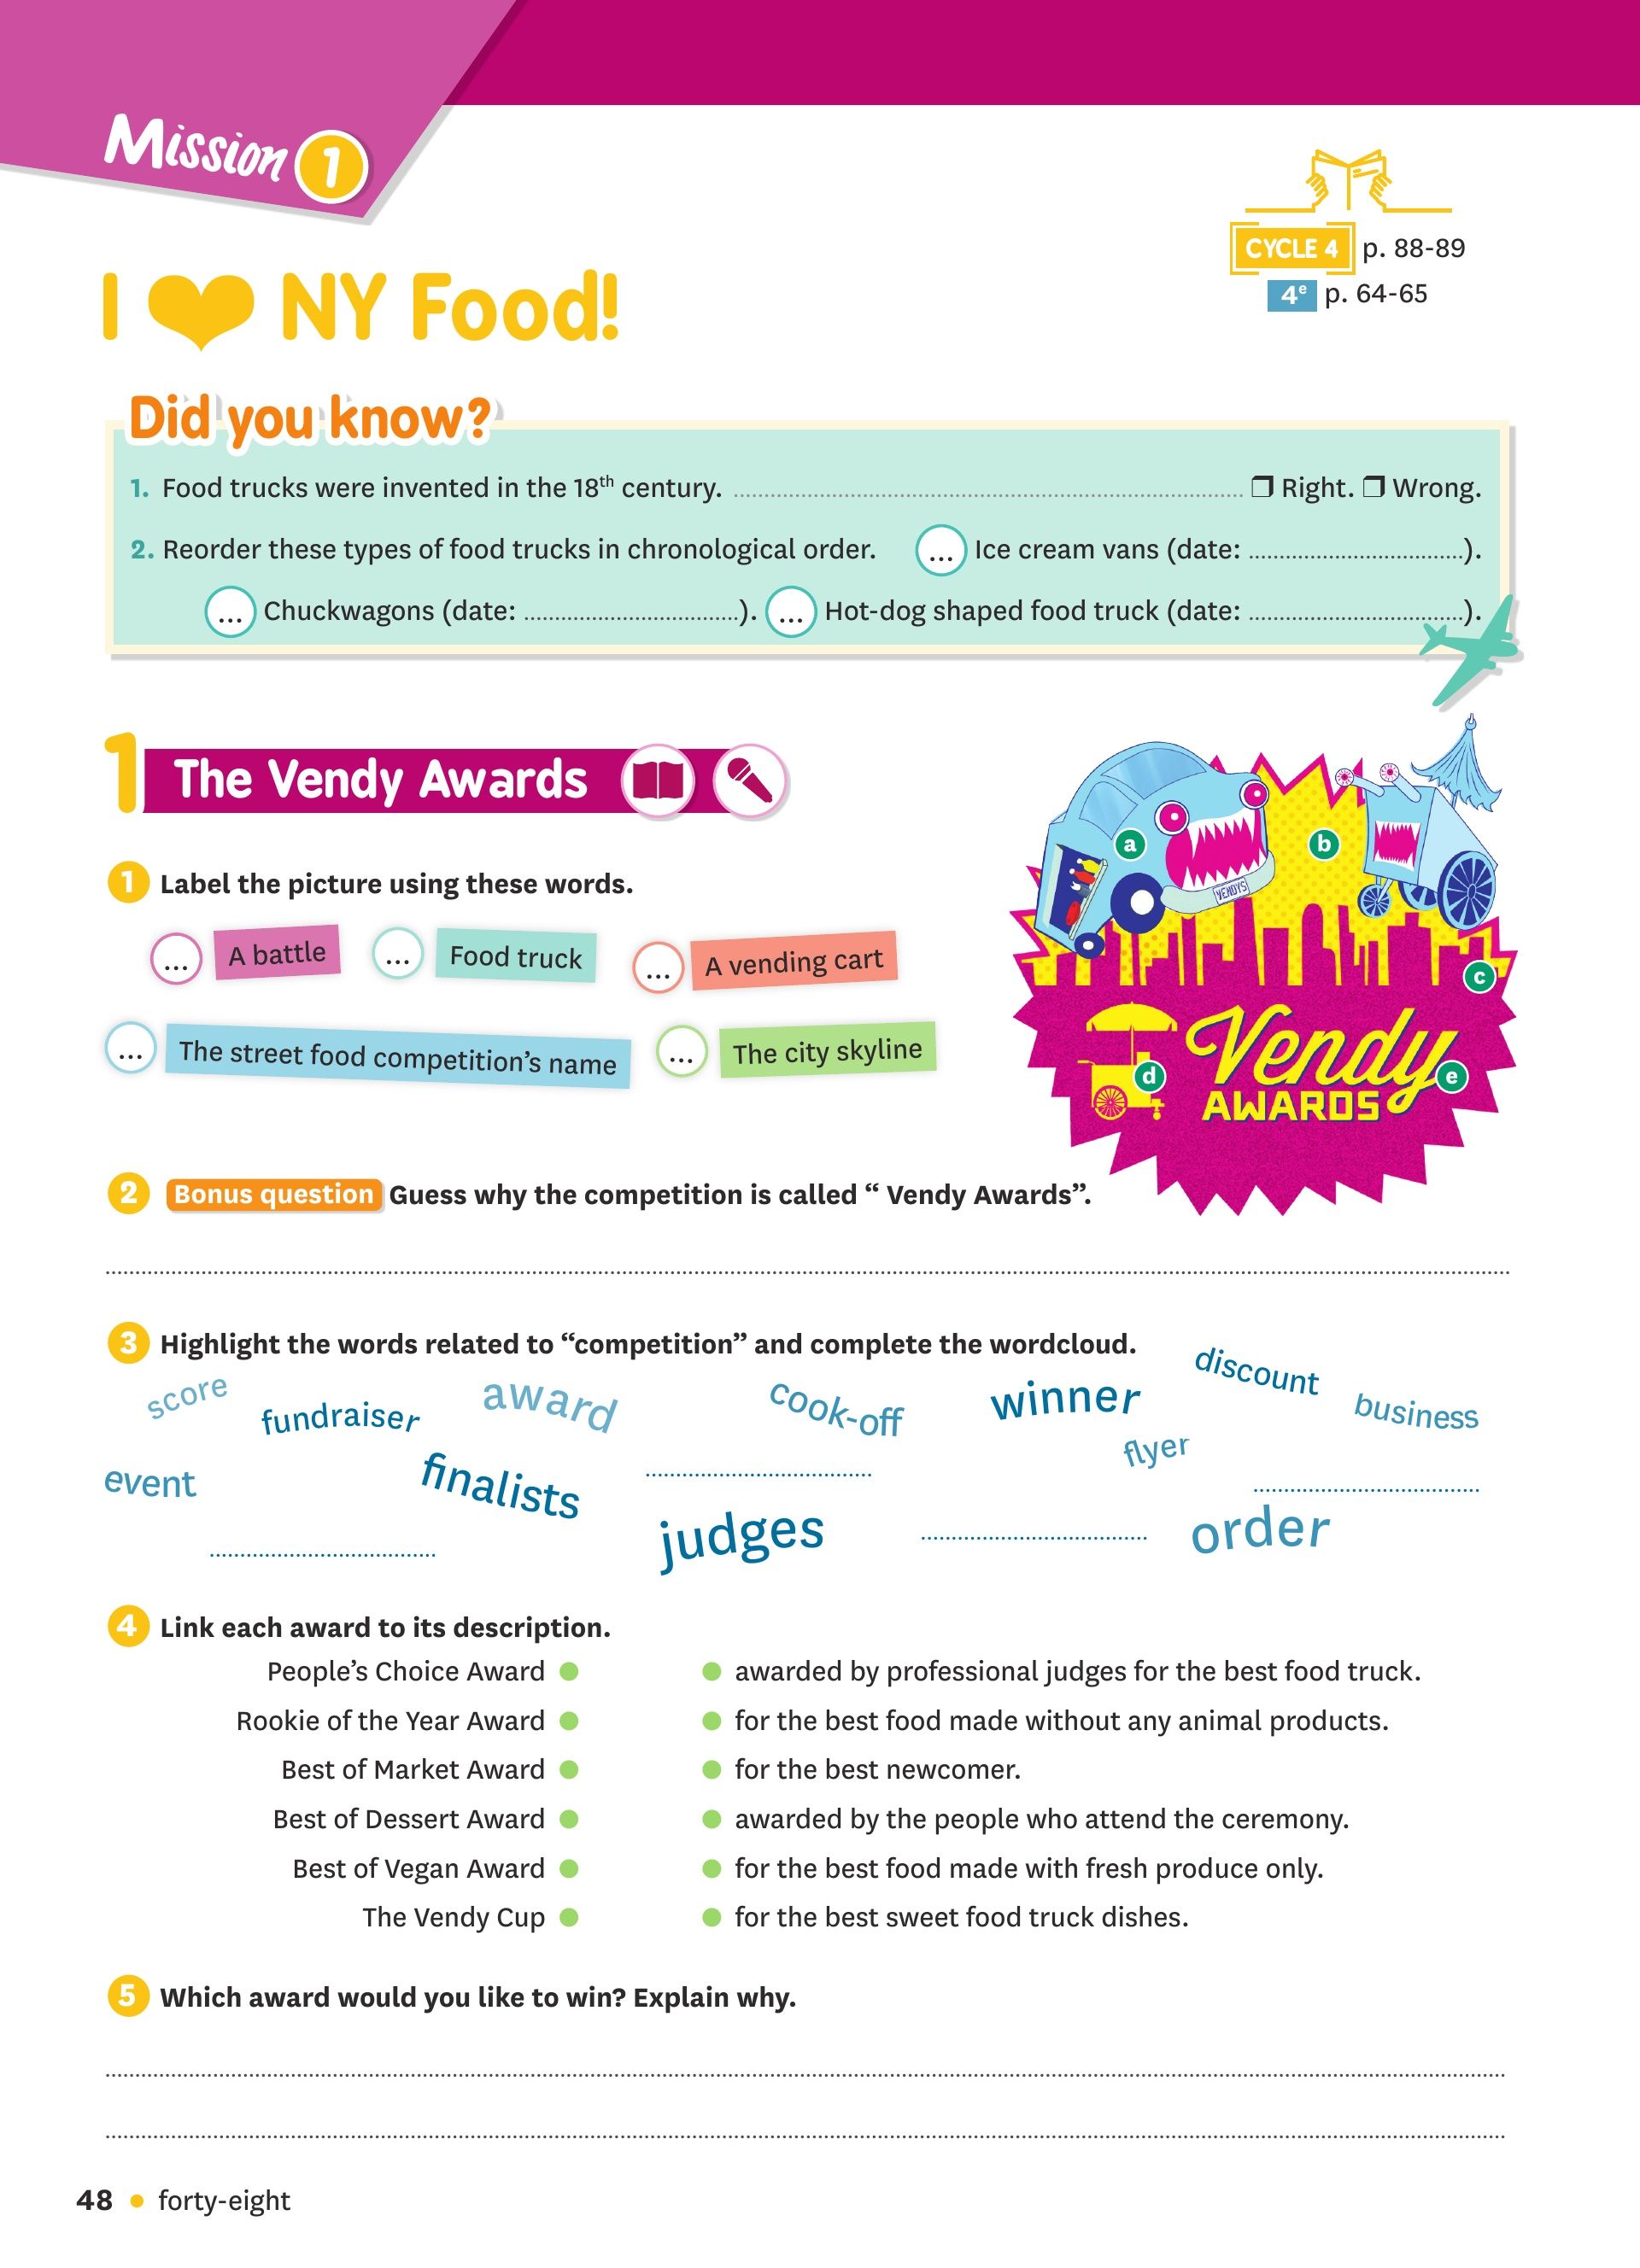 Mission 1
CYCLE 4 p. 88-89
4e p. 64-65
I ❤ NY Food!
Did you know?
1. Food trucks were invented in the 18th century. ........ ❒ Right. ❒ Wrong.
2. Reorder these types of food trucks in chronological order. ... Ice cream vans (date: ........).
... Chuckwagons (date: ........). ... Hot-dog shaped food truck (date: ........).
1 The Vendy Awards
a
b
VENDYS
c
Vendy
d
e
AWARDS
1 Label the picture using these words.
... A battle ... Food truck ... A vending cart
... The street food competition’s name ... The city skyline
2 Bonus question Guess why the competition is called “ Vendy Awards”.
3 Highlight the words related to “competition” and complete the wordcloud.
score fundraiser award cook-off winner discount business
event finalists flyer
judges order
4 Link each award to its description.
People’s Choice Award ● ● awarded by professional judges for the best food truck.
Rookie of the Year Award ● ● for the best food made without any animal products.
Best of Market Award ● ● for the best newcomer.
Best of Dessert Award ● ● awarded by the people who attend the ceremony.
Best of Vegan Award ● ● for the best food made with fresh produce only.
The Vendy Cup ● ● for the best sweet food truck dishes.
5 Which award would you like to win? Explain why.
48 • forty-eight